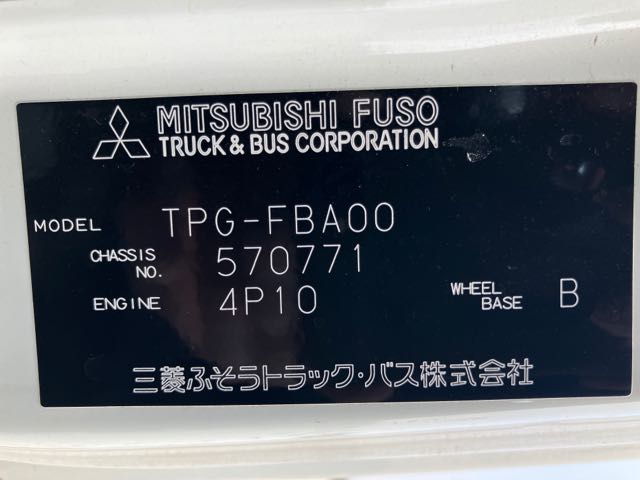 MITSUBISHI FUSO
TRUCK & BUS CORPORATION
MODEL TPG-FBA00
CHASSIS NO. 570771
ENGINE 4P10 WHEEL BASE B
三菱ふそうトラック・バス株式会社